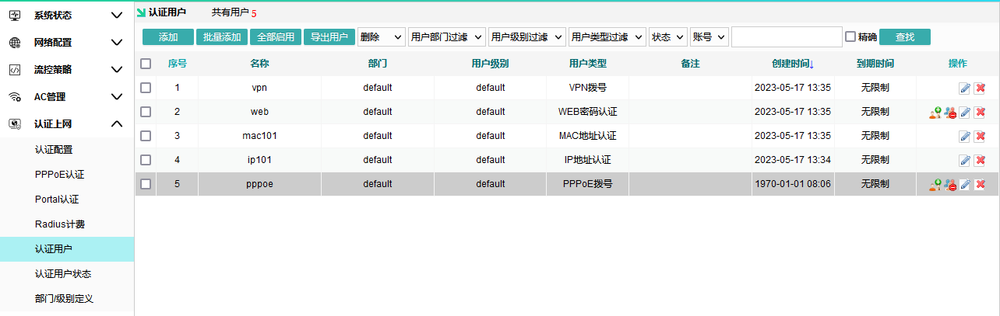 系统状态
网络配置
流控策略
AC管理
认证上网
认证配置
PPPoE认证
Portal认证
Radius计费
认证用户
认证用户状态
部门/级别定义
认证用户 共有用户 5
添加 批量添加 全部启用 导出用户 删除 用户部门过滤 用户级别过滤 用户类型过滤 状态 账号 精确 查找
序号 名称 部门 用户级别 用户类型 备注 创建时间↓ 到期时间 操作
1 vpn default default VPN拨号 2023-05-17 13:35 无限制
2 web default default WEB密码认证 2023-05-17 13:35 无限制
3 mac101 default default MAC地址认证 2023-05-17 13:35 无限制
4 ip101 default default IP地址认证 2023-05-17 13:34 无限制
5 pppoe default default PPPoE拨号 1970-01-01 08:06 无限制